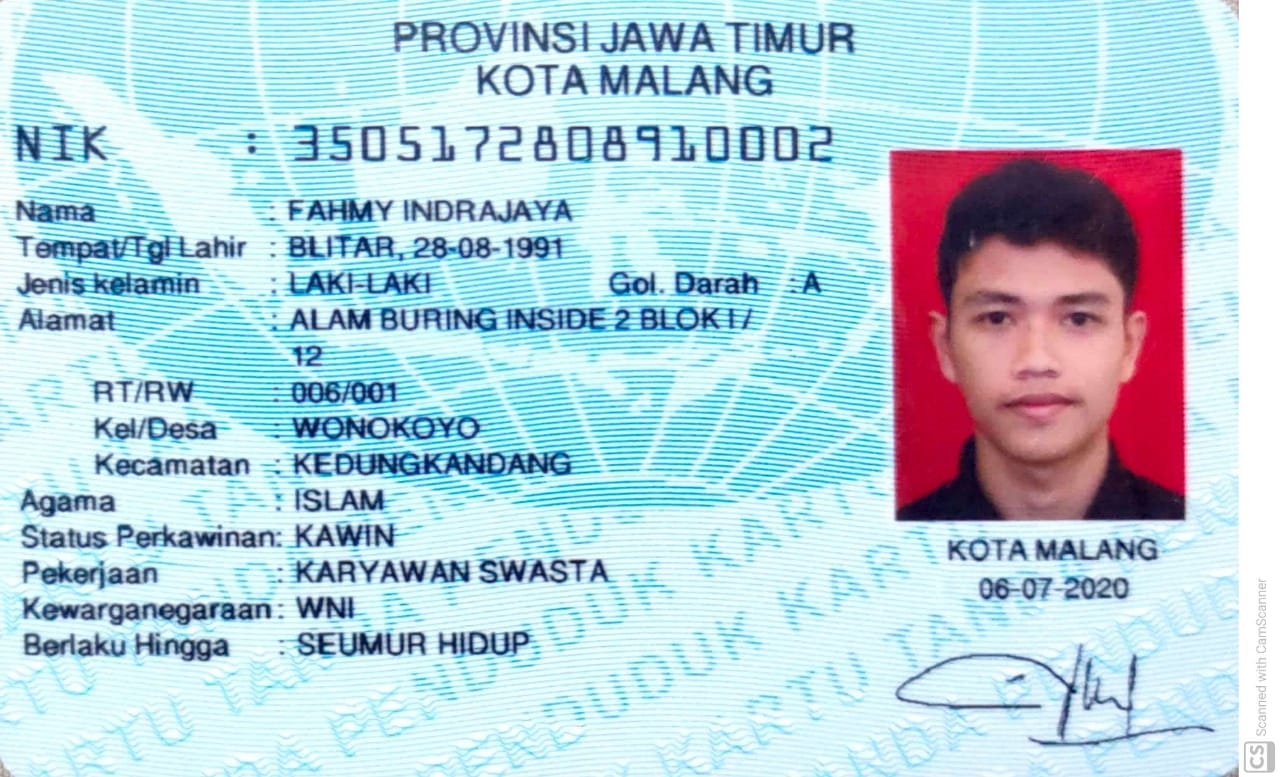 PROVINSI JAWA TIMUR
KOTA MALANG
NIK : 3505172808910002
Nama : FAHMY INDRAJAYA
Tempat/Tgl Lahir : BLITAR, 28-08-1991
Jenis kelamin : LAKI-LAKI Gol. Darah : A
Alamat : ALAM BURING INSIDE 2 BLOK I /
12
RT/RW : 006/001
Kel/Desa : WONOKOYO
Kecamatan : KEDUNGKANDANG
Agama : ISLAM
Status Perkawinan: KAWIN
Pekerjaan : KARYAWAN SWASTA
Kewarganegaraan : WNI
Berlaku Hingga : SEUMUR HIDUP
KOTA MALANG
06-07-2020
CS Scanned with CamScanner